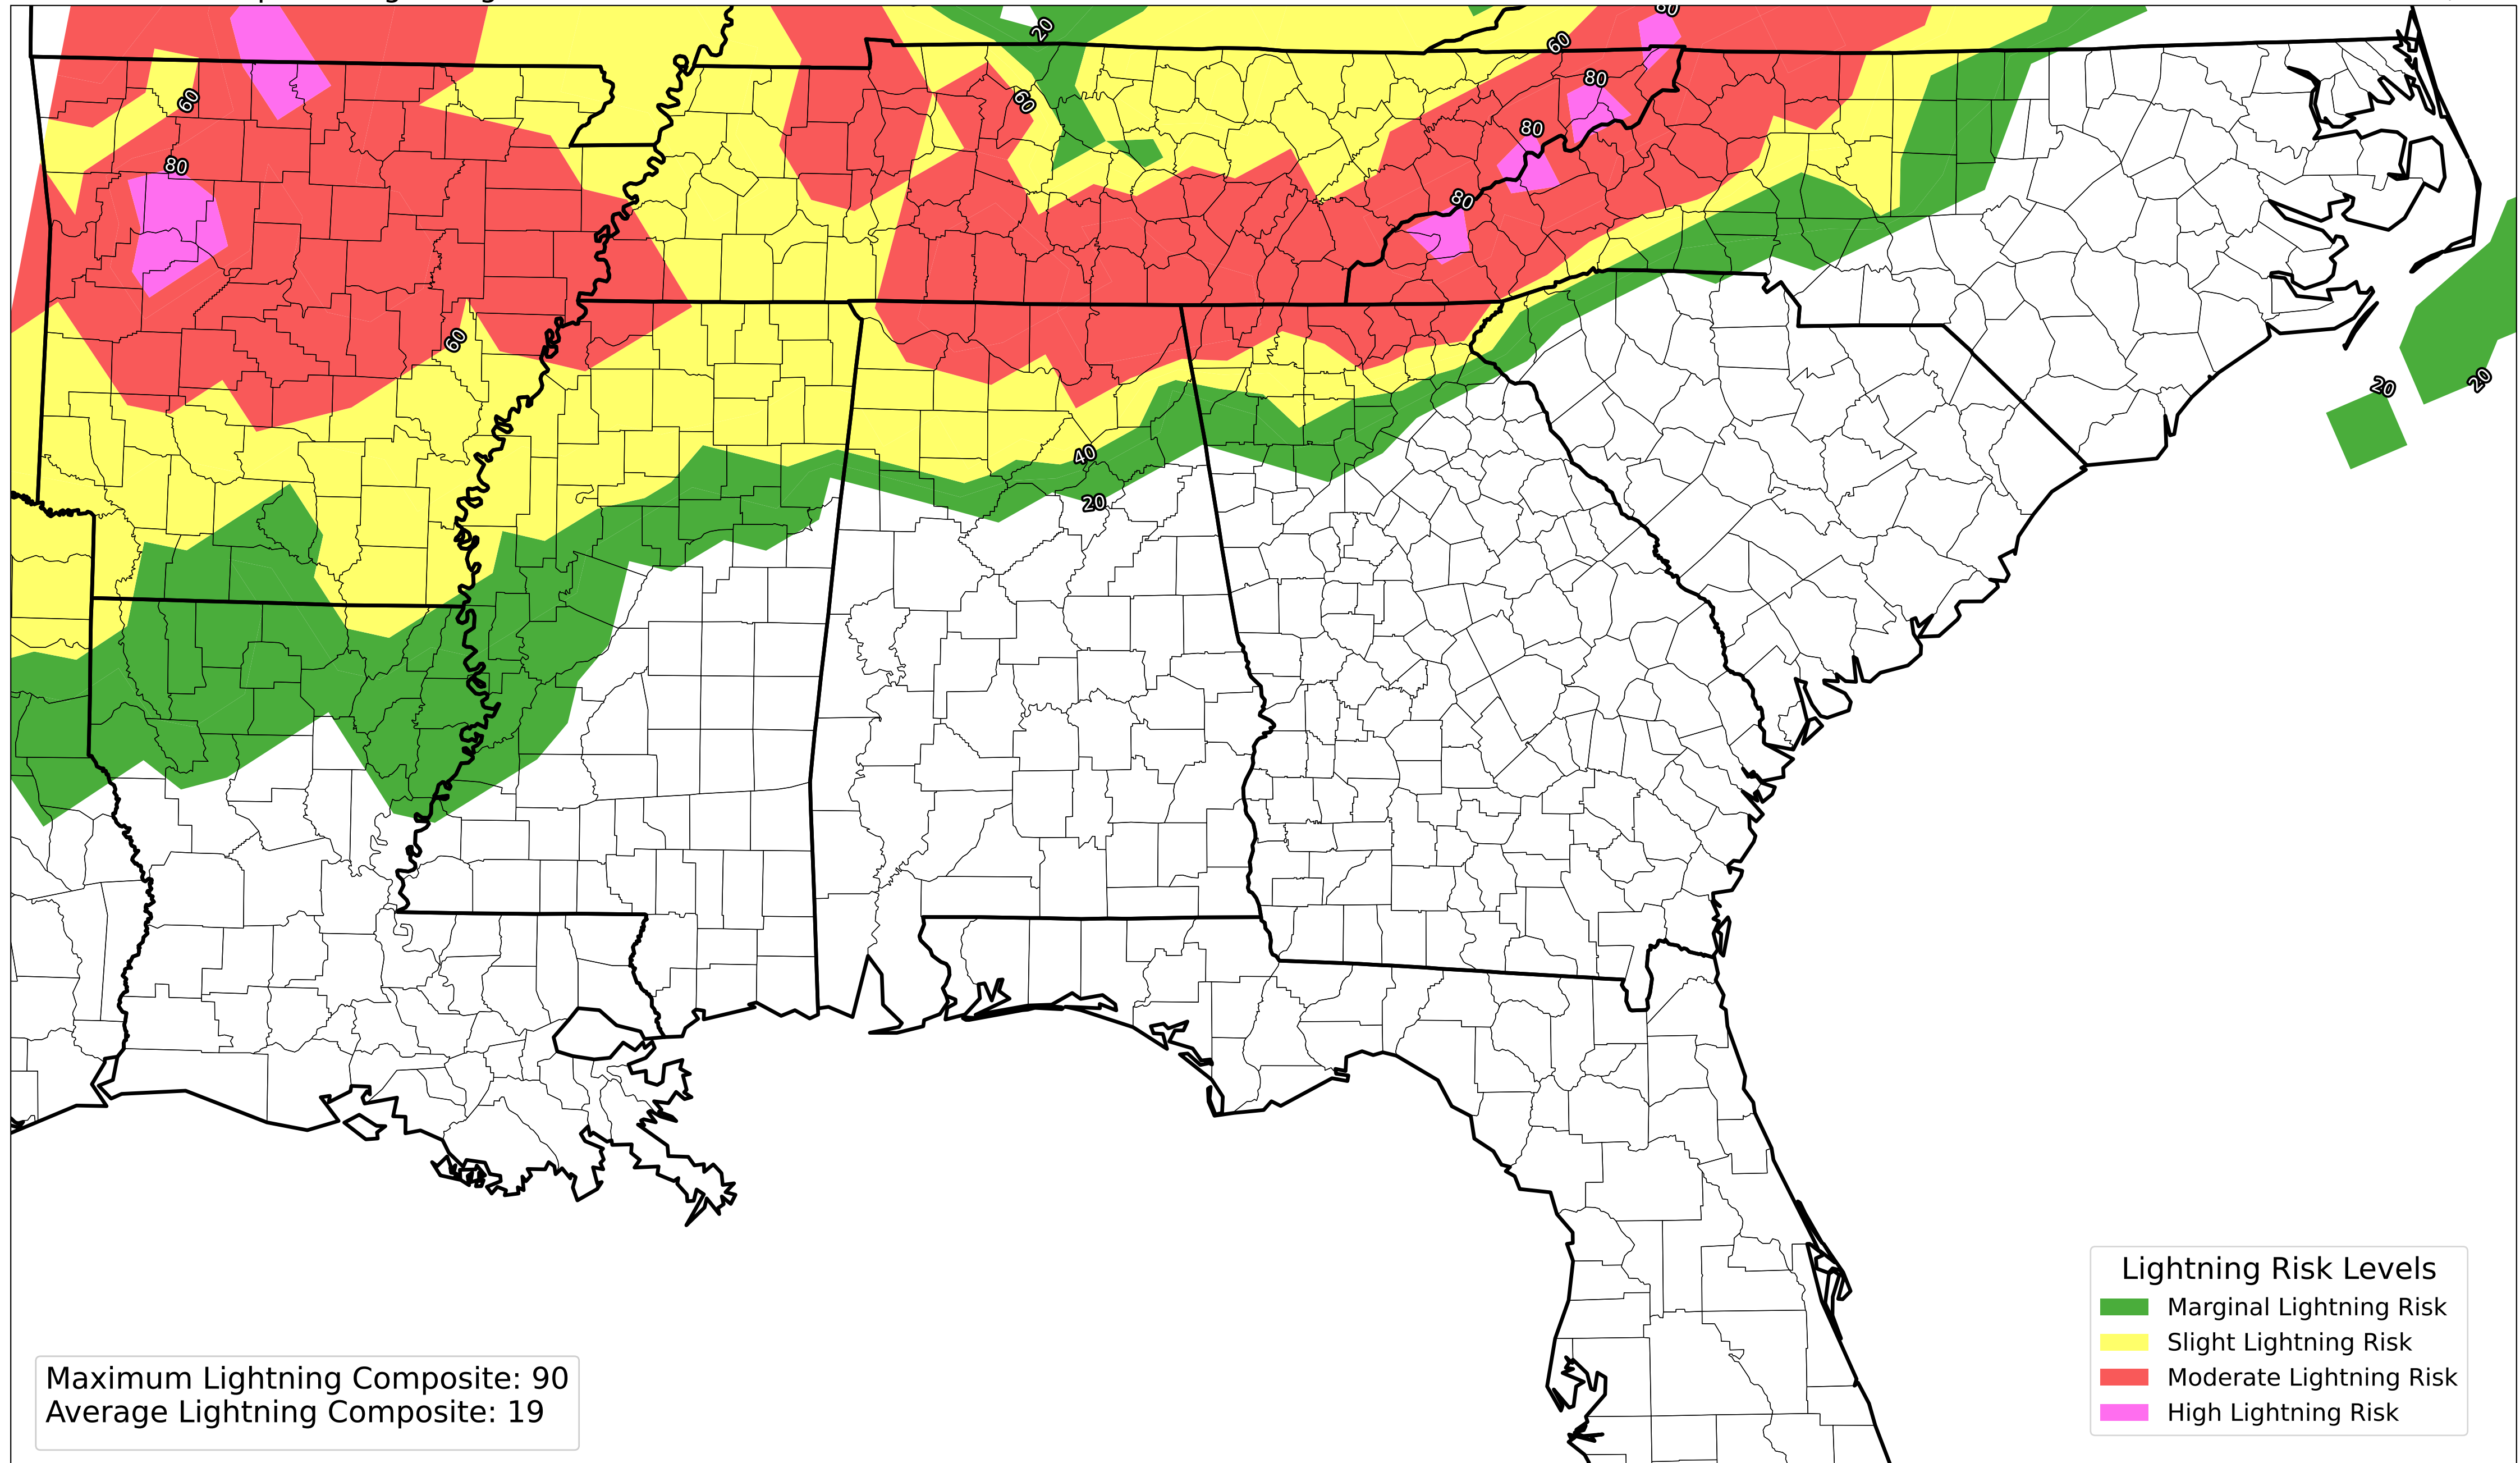 20
80
60
80
60
60
80
80
80
60
20
20
40
20
Lightning Risk Levels
Marginal Lightning Risk
Slight Lightning Risk
Moderate Lightning Risk
High Lightning Risk
Maximum Lightning Composite: 90
Average Lightning Composite: 19